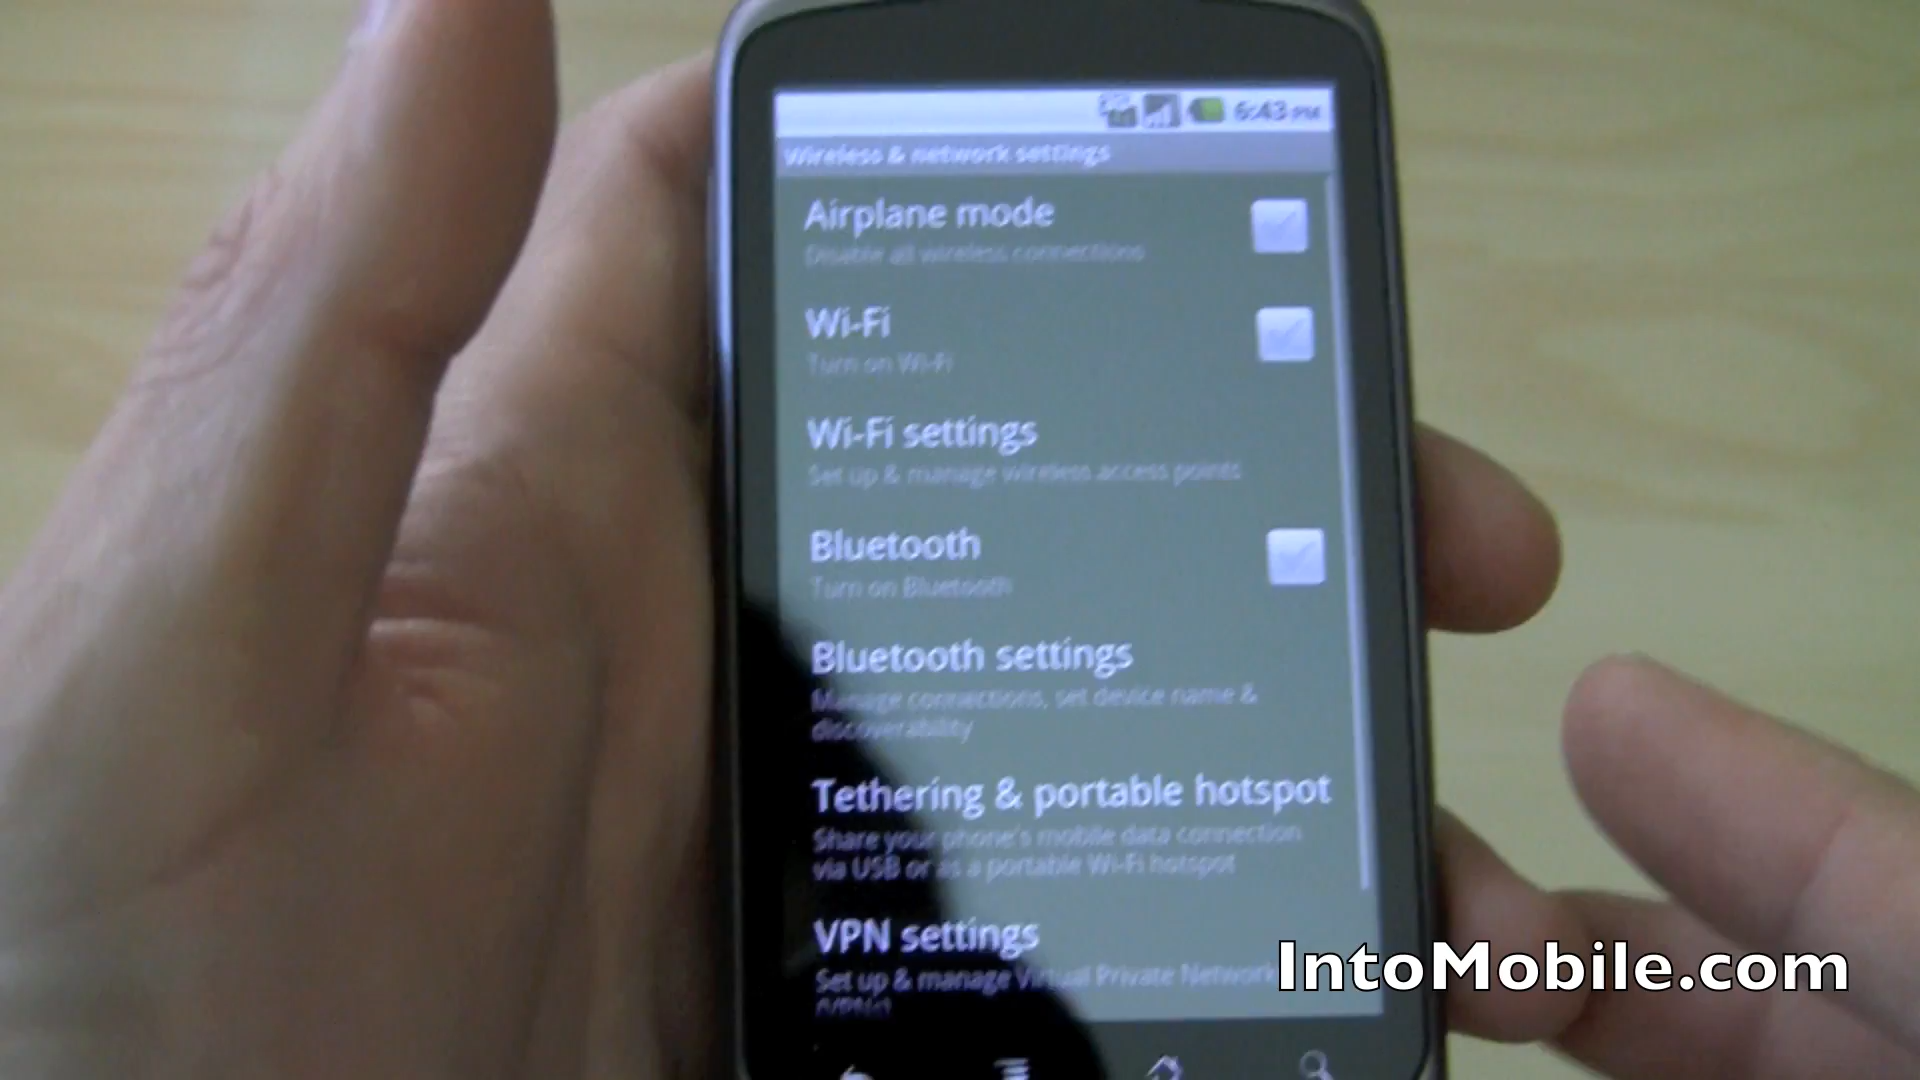 6:43 PM
Wireless & network settings
Airplane mode
Disable all wireless connections
Wi-Fi
Turn on Wi-Fi
Wi-Fi settings
Set up & manage wireless access points
Bluetooth
Turn on Bluetooth
Bluetooth settings
Manage connections, set device name &
discoverability
Tethering & portable hotspot
Share your phone's mobile data connection
via USB or as a portable Wi-Fi hotspot
VPN settings
Set up & manage Virtual Private Network
(VPNs)
IntoMobile.com